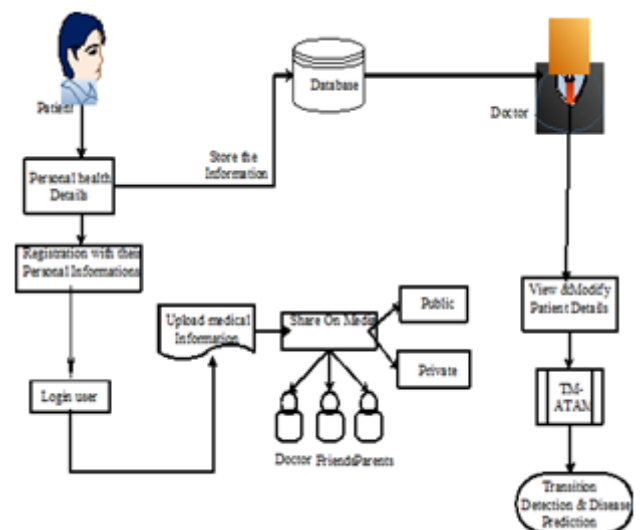 Patient
Database
Doctor
Store the
Information
Personal health
Details
Registration with their
Personal Informations
Upload medical
Information
Share On Media
Public
Private
View &Modify
Patient Details
Login user
TM-
ATAM
Doctor
Friends
Parents
Transition
Detection & Disease
Prediction